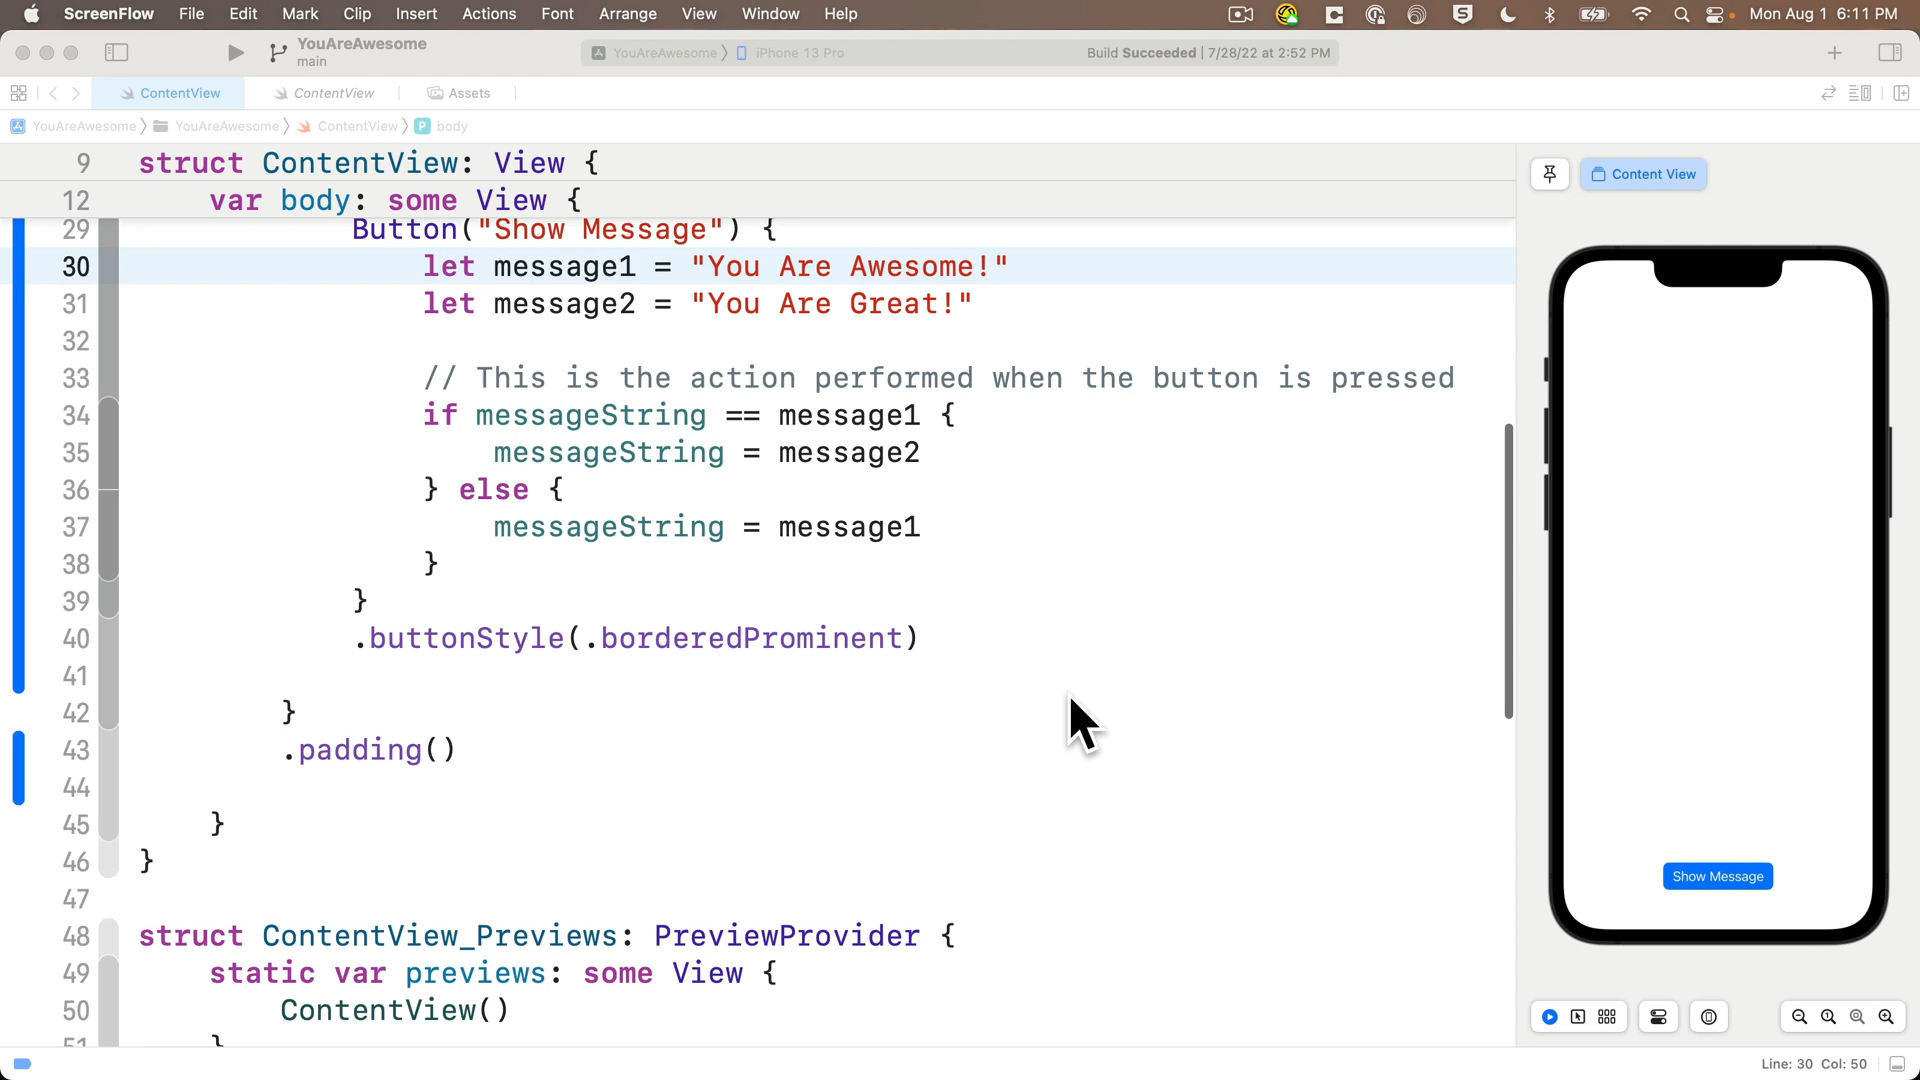 ScreenFlow File Edit Mark Clip Insert Actions Font Arrange View Window Help Mon Aug 1 6:11 PM
YouAreAwesome
main
YouAreAwesome iPhone 13 Pro Build Succeeded | 7/28/22 at 2:52 PM
ContentView ContentView Assets
YouAreAwesome YouAreAwesome ContentView P body
9 struct ContentView: View {
12 var body: some View {
29 Button("Show Message") {
30 let message1 = "You Are Awesome!"
31 let message2 = "You Are Great!"
32
33 // This is the action performed when the button is pressed
34 if messageString == message1 {
35 messageString = message2
36 } else {
37 messageString = message1
38 }
39 }
40 .buttonStyle(.borderedProminent)
41
42 }
43 .padding()
44
45 }
46 }
47
48 struct ContentView_Previews: PreviewProvider {
49 static var previews: some View {
50 ContentView()
51 }
Content View
Show Message
Line: 30 Col: 50